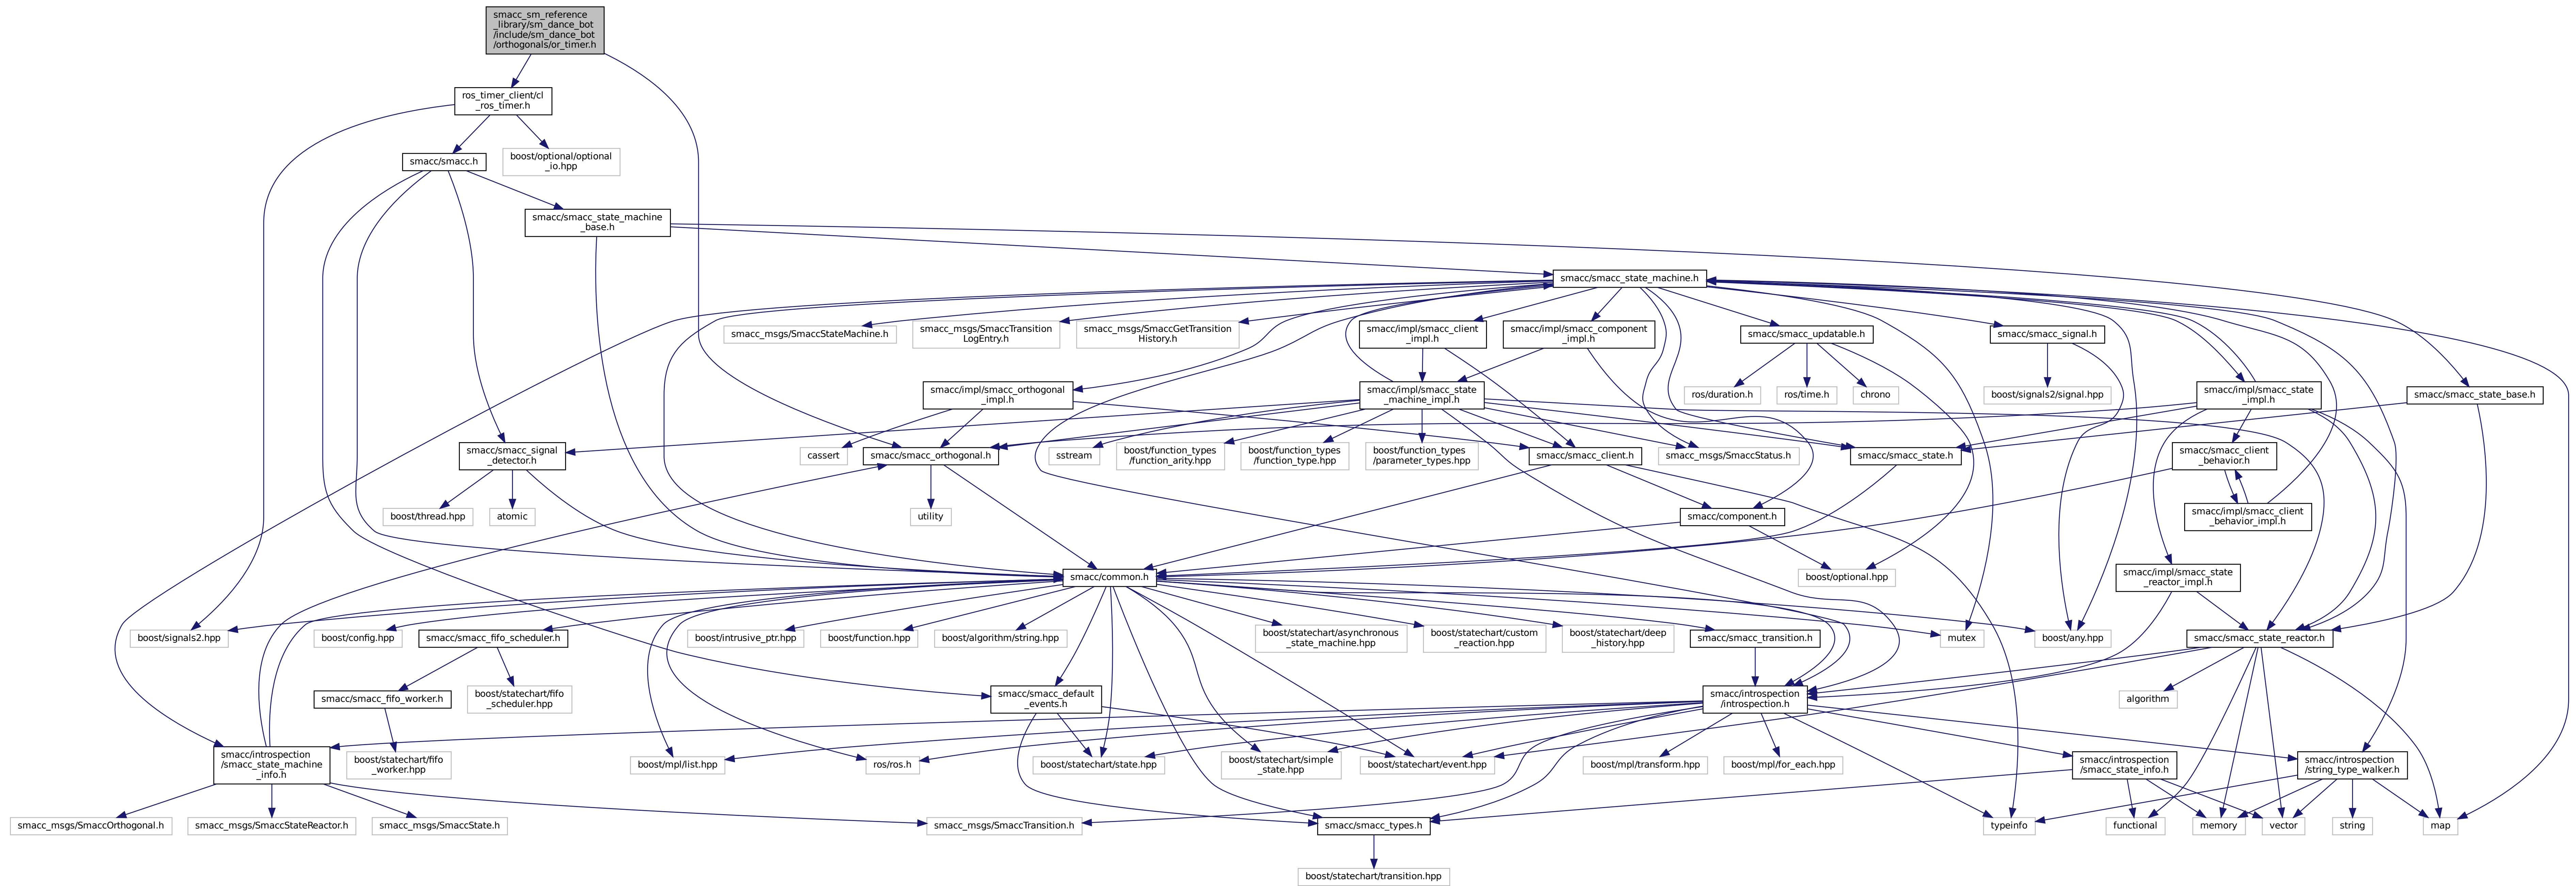 smacc_sm_reference
_library/sm_dance_bot
/include/sm_dance_bot
/orthogonals/or_timer.h
ros_timer_client/cl
_ros_timer.h
smacc/smacc.h
boost/optional/optional
_io.hpp
smacc/smacc_state_machine
_base.h
smacc/smacc_state_machine.h
smacc_msgs/SmaccStateMachine.h
smacc_msgs/SmaccTransition
LogEntry.h
smacc_msgs/SmaccGetTransition
History.h
smacc/impl/smacc_client
_impl.h
smacc/impl/smacc_component
_impl.h
smacc/smacc_updatable.h
smacc/smacc_signal.h
smacc/impl/smacc_orthogonal
_impl.h
smacc/impl/smacc_state
_machine_impl.h
ros/duration.h
ros/time.h
chrono
boost/signals2/signal.hpp
smacc/impl/smacc_state
_impl.h
smacc/smacc_state_base.h
smacc/smacc_signal
_detector.h
cassert
smacc/smacc_orthogonal.h
sstream
boost/function_types
/function_arity.hpp
boost/function_types
/function_type.hpp
boost/function_types
/parameter_types.hpp
smacc/smacc_client.h
smacc_msgs/SmaccStatus.h
smacc/smacc_state.h
smacc/smacc_client
_behavior.h
boost/thread.hpp
atomic
utility
smacc/component.h
smacc/impl/smacc_client
_behavior_impl.h
smacc/common.h
boost/optional.hpp
smacc/impl/smacc_state
_reactor_impl.h
boost/signals2.hpp
boost/config.hpp
smacc/smacc_fifo_scheduler.h
boost/intrusive_ptr.hpp
boost/function.hpp
boost/algorithm/string.hpp
boost/statechart/asynchronous
_state_machine.hpp
boost/statechart/custom
_reaction.hpp
boost/statechart/deep
_history.hpp
smacc/smacc_transition.h
mutex
boost/any.hpp
smacc/smacc_state_reactor.h
smacc/smacc_fifo_worker.h
boost/statechart/fifo
_scheduler.hpp
smacc/smacc_default
_events.h
smacc/introspection
/introspection.h
algorithm
smacc/introspection
/smacc_state_machine
_info.h
boost/statechart/fifo
_worker.hpp
boost/mpl/list.hpp
ros/ros.h
boost/statechart/state.hpp
boost/statechart/simple
_state.hpp
boost/statechart/event.hpp
boost/mpl/transform.hpp
boost/mpl/for_each.hpp
smacc/introspection
/smacc_state_info.h
smacc/introspection
/string_type_walker.h
smacc_msgs/SmaccOrthogonal.h
smacc_msgs/SmaccStateReactor.h
smacc_msgs/SmaccState.h
smacc_msgs/SmaccTransition.h
smacc/smacc_types.h
typeinfo
functional
memory
vector
string
map
boost/statechart/transition.hpp